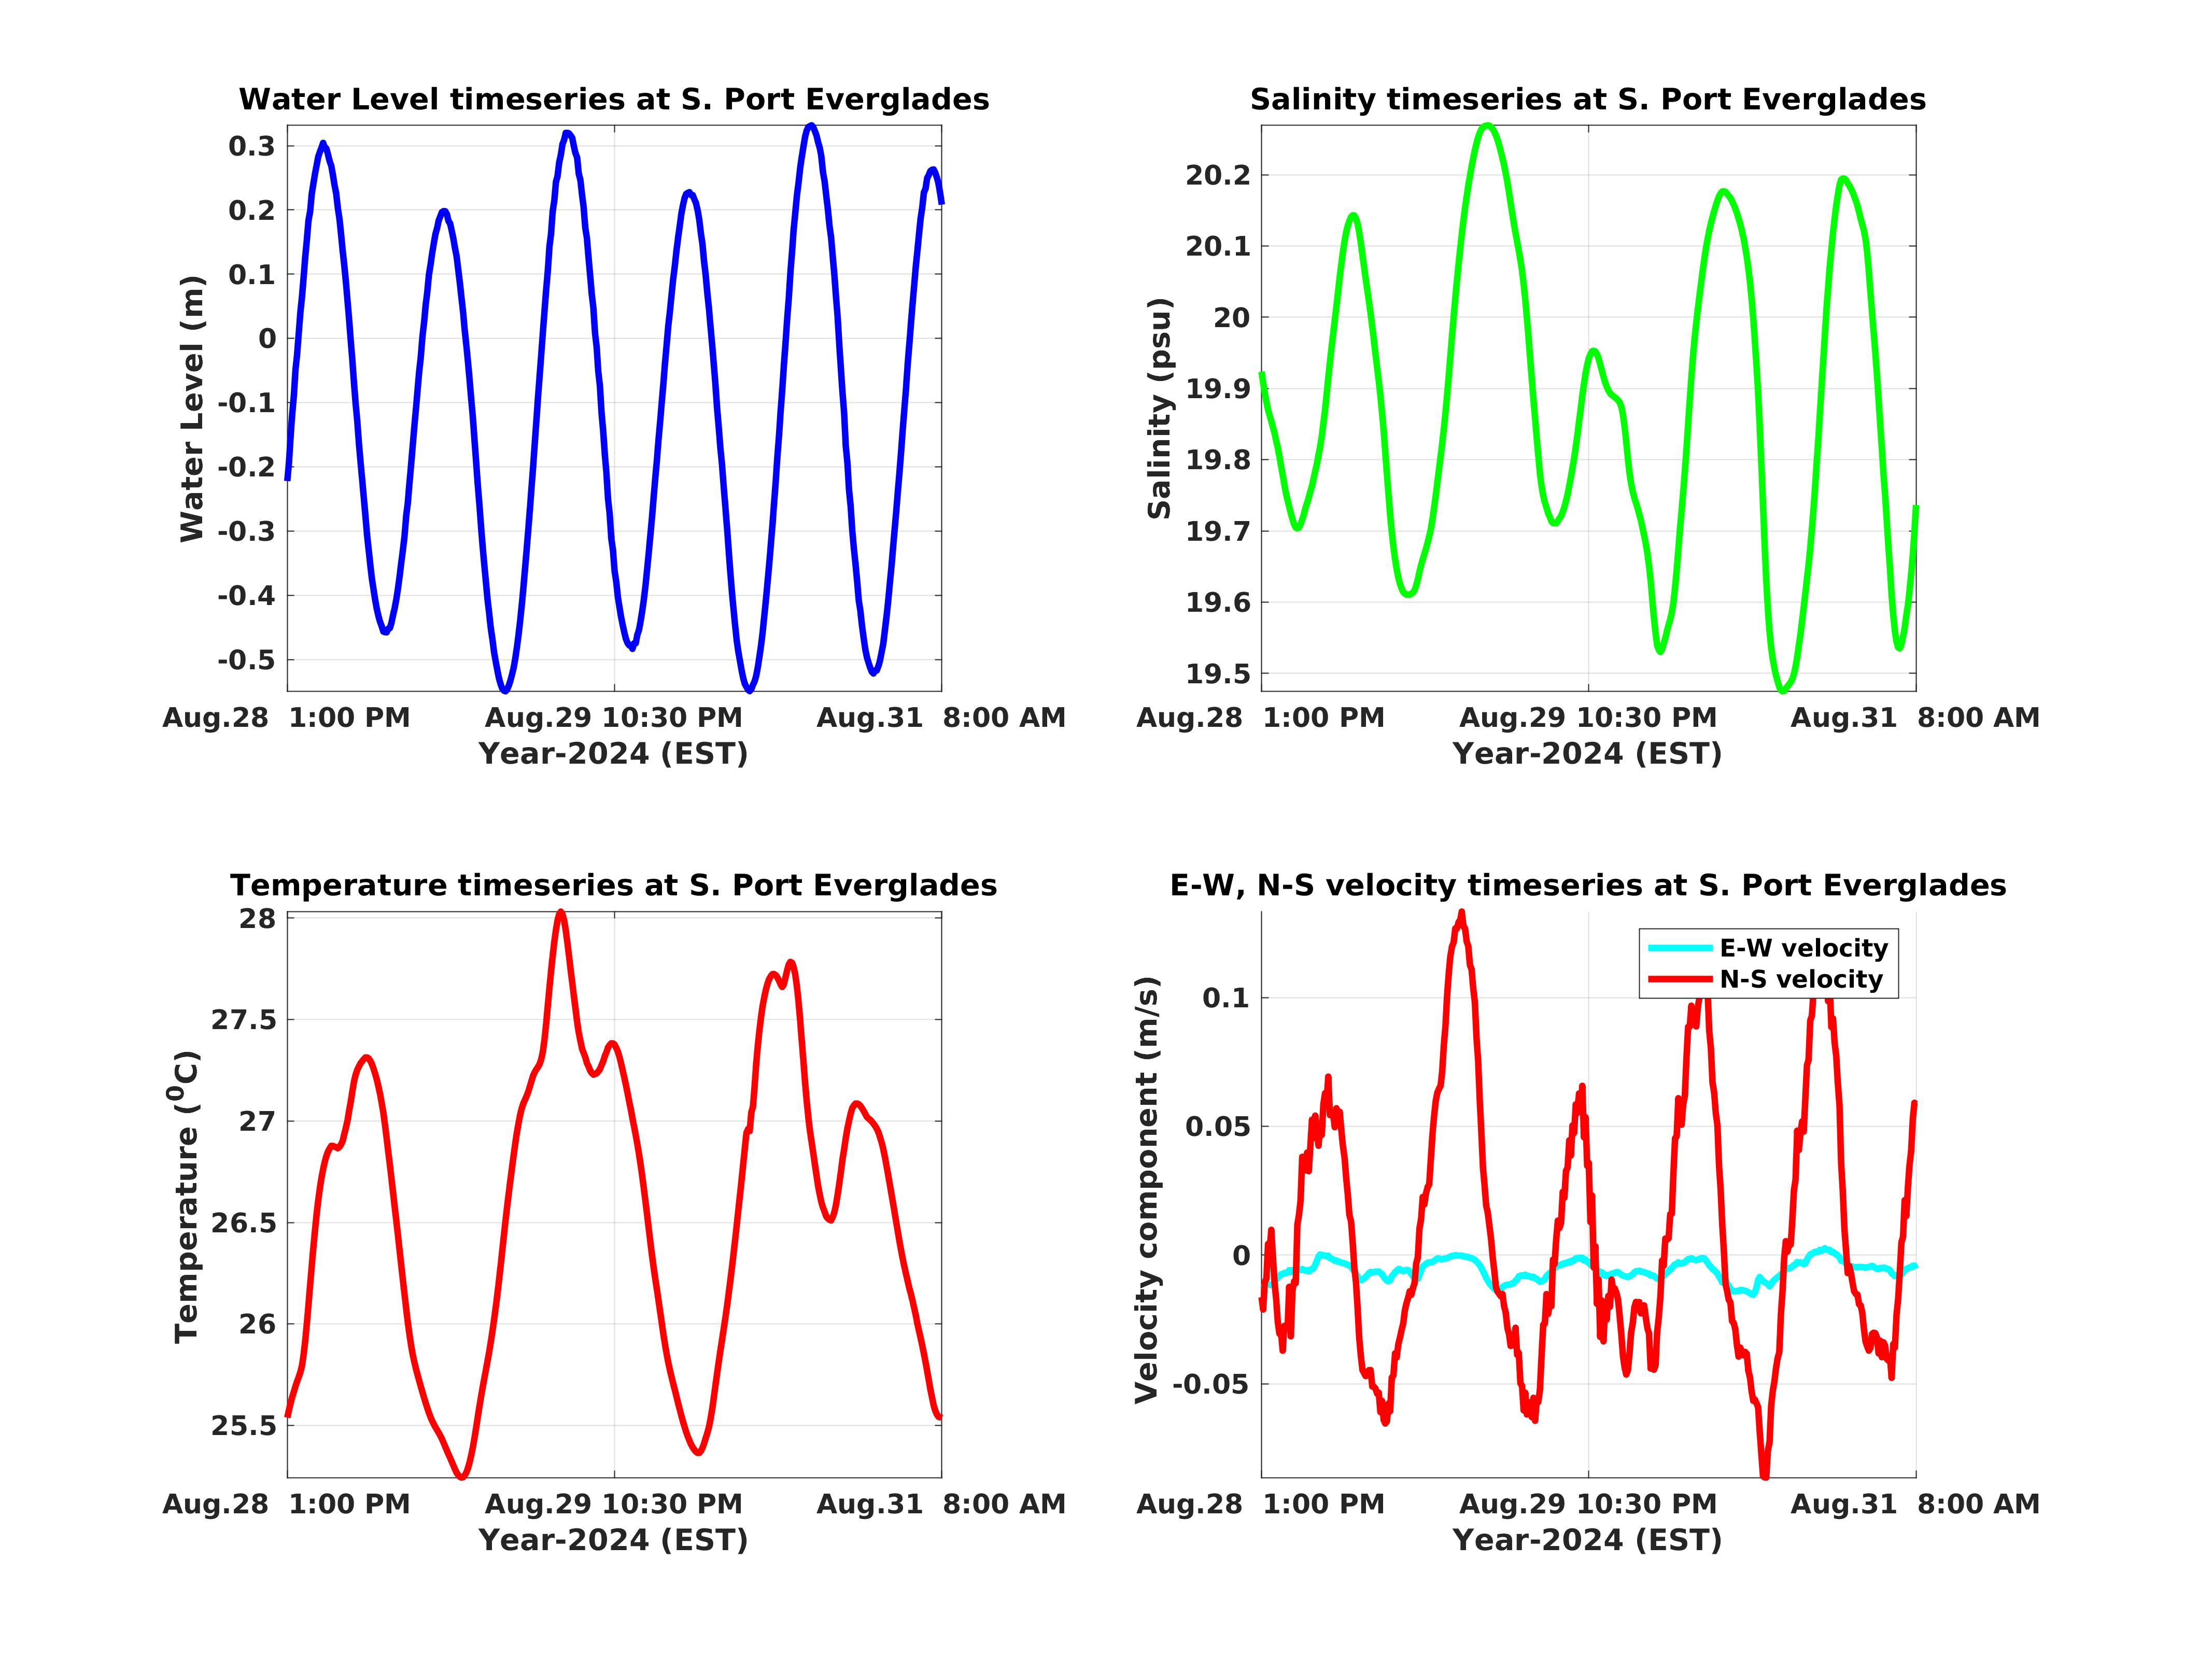 Water Level timeseries at S. Port Everglades
Water Level (m)
0.3
0.2
0.1
0
-0.1
-0.2
-0.3
-0.4
-0.5
Aug.28 1:00 PM
Aug.29 10:30 PM
Aug.31 8:00 AM
Year-2024 (EST)
Salinity timeseries at S. Port Everglades
Salinity (psu)
20.2
20.1
20
19.9
19.8
19.7
19.6
19.5
Aug.28 1:00 PM
Aug.29 10:30 PM
Aug.31 8:00 AM
Year-2024 (EST)
Temperature timeseries at S. Port Everglades
Temperature (⁰C)
28
27.5
27
26.5
26
25.5
Aug.28 1:00 PM
Aug.29 10:30 PM
Aug.31 8:00 AM
Year-2024 (EST)
E-W, N-S velocity timeseries at S. Port Everglades
Velocity component (m/s)
E-W velocity
N-S velocity
0.1
0.05
0
-0.05
Aug.28 1:00 PM
Aug.29 10:30 PM
Aug.31 8:00 AM
Year-2024 (EST)